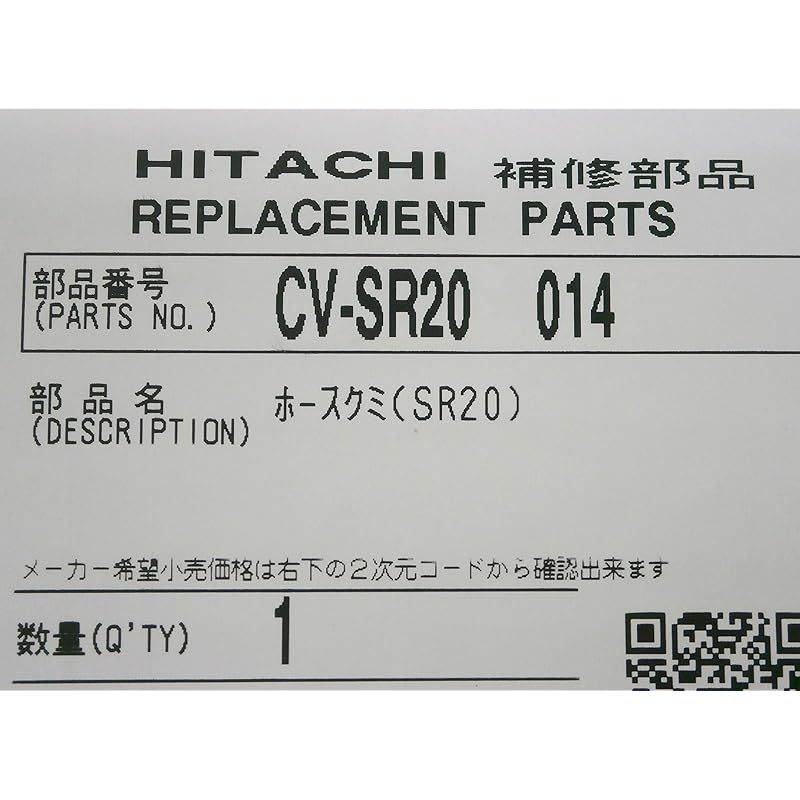 HITACHI 補修部品
REPLACEMENT PARTS
部品番号 CV-SR20 014
(PARTS NO.)
部品名 ホースクミ(SR20)
(DESCRIPTION)
メーカー希望小売価格は右下の2次元コードから確認出来ます
数量(Q'TY) 1